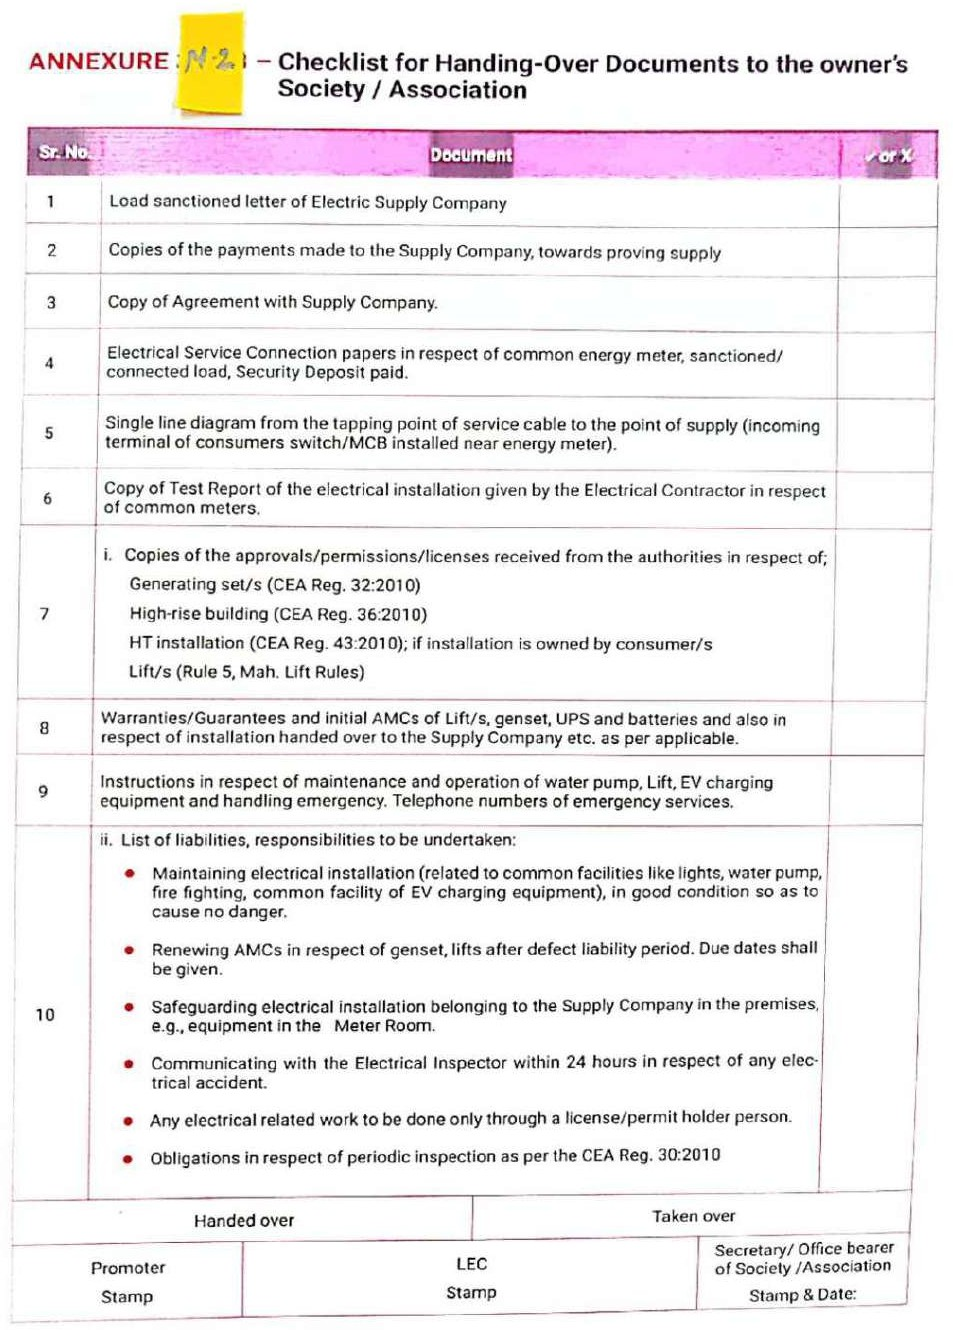 ANNEXURE : M-2 – Checklist for Handing-Over Documents to the owner's
Society / Association
Sr. No. Document ✓ or X
1 Load sanctioned letter of Electric Supply Company
2 Copies of the payments made to the Supply Company, towards proving supply
3 Copy of Agreement with Supply Company.
4 Electrical Service Connection papers in respect of common energy meter, sanctioned/
connected load, Security Deposit paid.
5 Single line diagram from the tapping point of service cable to the point of supply (incoming
terminal of consumers switch/MCB installed near energy meter).
6 Copy of Test Report of the electrical installation given by the Electrical Contractor in respect
of common meters.
7 i. Copies of the approvals/permissions/licenses received from the authorities in respect of;
Generating set/s (CEA Reg. 32:2010)
High-rise building (CEA Reg. 36:2010)
HT installation (CEA Reg. 43:2010); if installation is owned by consumer/s
Lift/s (Rule 5, Mah. Lift Rules)
8 Warranties/Guarantees and initial AMCs of Lift/s, genset, UPS and batteries and also in
respect of installation handed over to the Supply Company etc. as per applicable.
9 Instructions in respect of maintenance and operation of water pump, Lift, EV charging
equipment and handling emergency. Telephone numbers of emergency services.
10 ii. List of liabilities, responsibilities to be undertaken:
• Maintaining electrical installation (related to common facilities like lights, water pump,
fire fighting, common facility of EV charging equipment), in good condition so as to
cause no danger.
• Renewing AMCs in respect of genset, lifts after defect liability period. Due dates shall
be given.
• Safeguarding electrical installation belonging to the Supply Company in the premises,
e.g., equipment in the Meter Room.
• Communicating with the Electrical Inspector within 24 hours in respect of any elec-
trical accident.
• Any electrical related work to be done only through a license/permit holder person.
• Obligations in respect of periodic inspection as per the CEA Reg. 30:2010
Handed over Taken over
Promoter
Stamp
LEC
Stamp
Secretary/ Office bearer
of Society /Association
Stamp & Date: